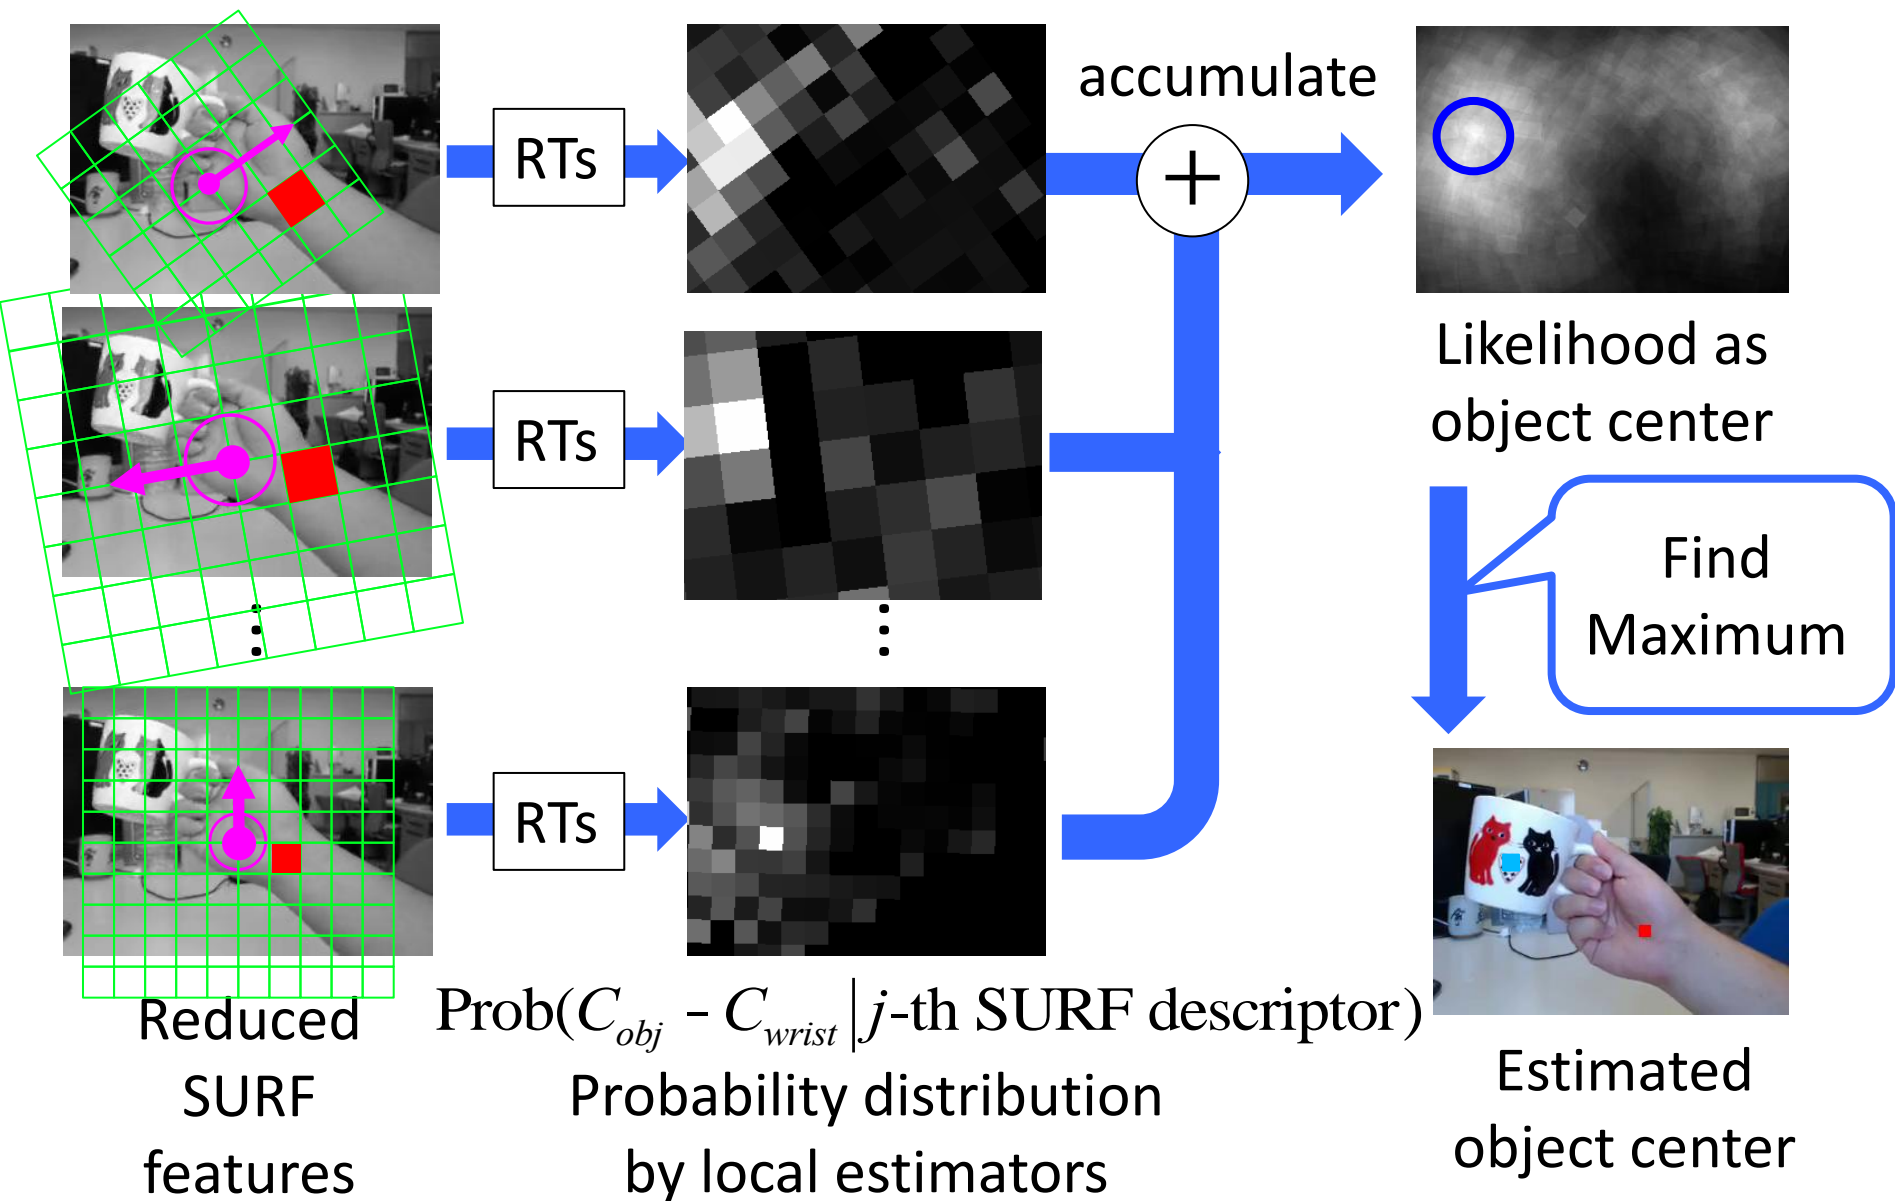 accumulate
RTs
+
RTs
Likelihood as
object center
Find
Maximum
RTs
Prob(C_obj - C_wrist | j-th SURF descriptor)
Reduced
SURF
features
Probability distribution
by local estimators
Estimated
object center